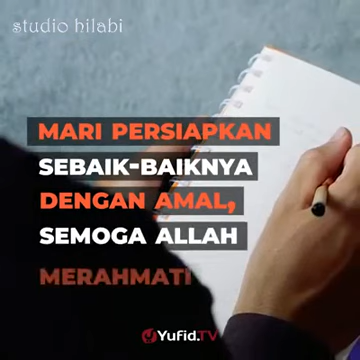 studio hilabi
MARI PERSIAPKAN
SEBAIK-BAIKNYA
DENGAN AMAL,
SEMOGA ALLAH
MERAHMATI
YUFID.TV